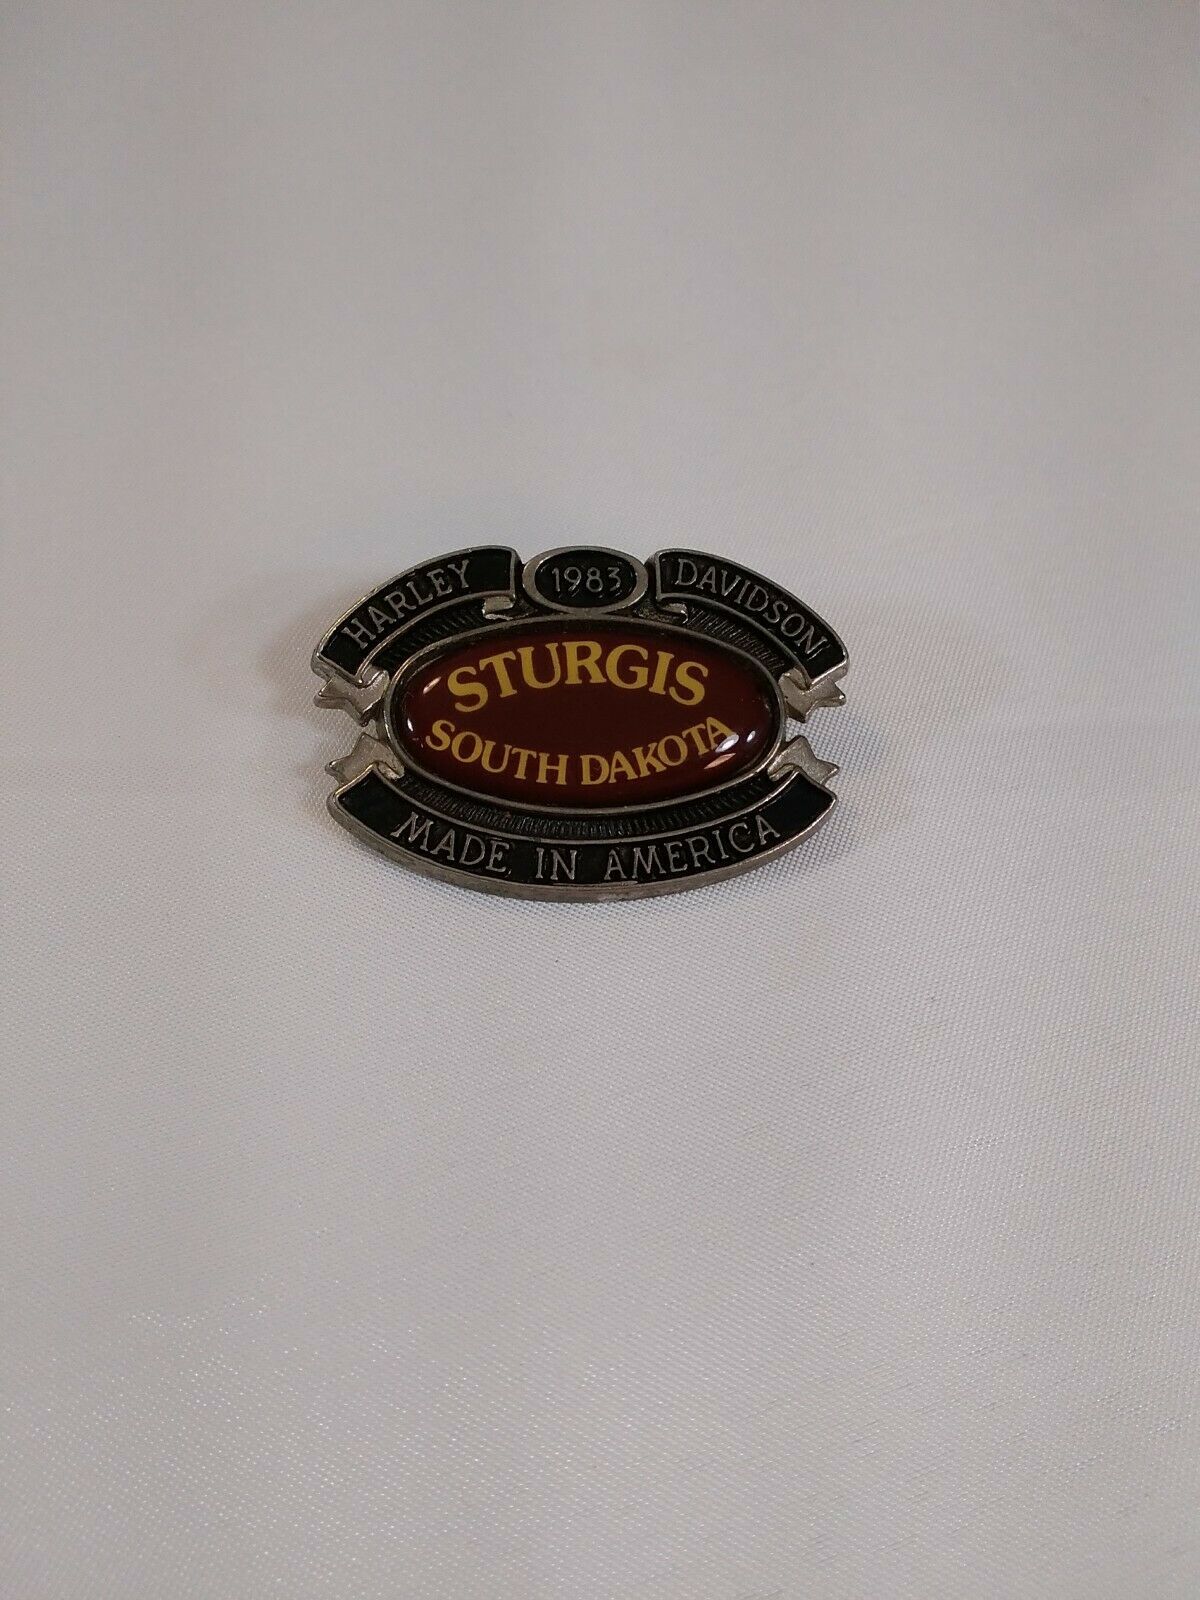 HARLEY 1983 DAVIDSON
STURGIS
SOUTH DAKOTA
MADE IN AMERICA